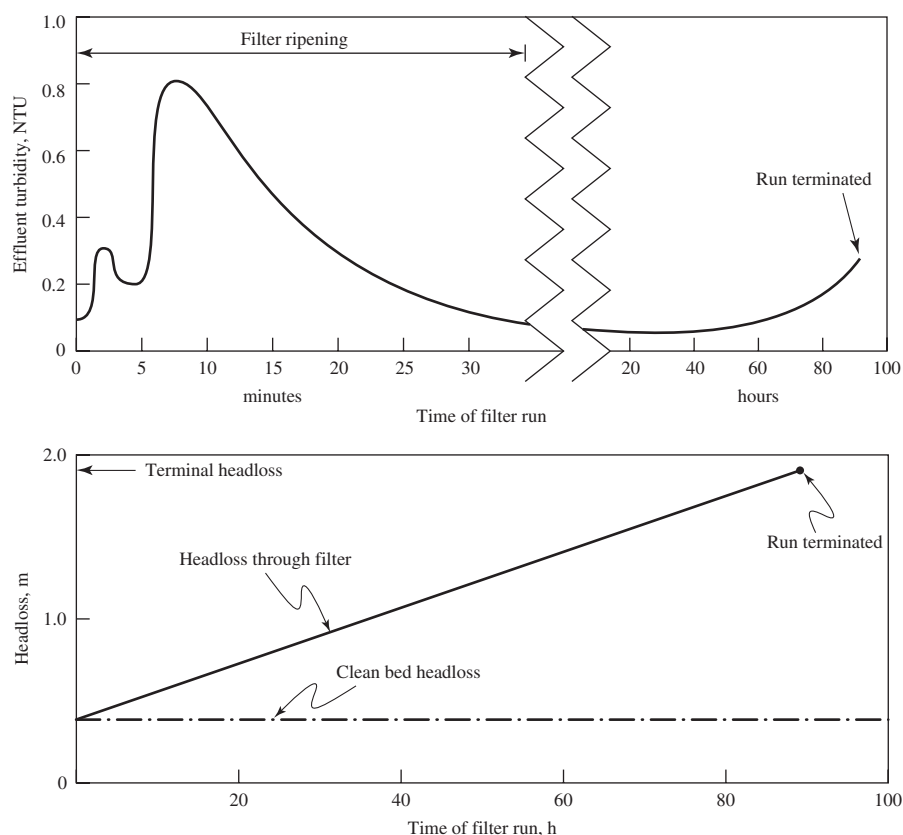 1.0
Filter ripening
0.8
0.6
Effluent turbidity, NTU
Run terminated
0.4
0.2
0
0 5 10 15 20 25 30 20 40 60 80 100
minutes hours
Time of filter run
2.0
Terminal headloss
Run terminated
Headloss through filter
Headloss, m
1.0
Clean bed headloss
0
20 40 60 80 100
Time of filter run, h